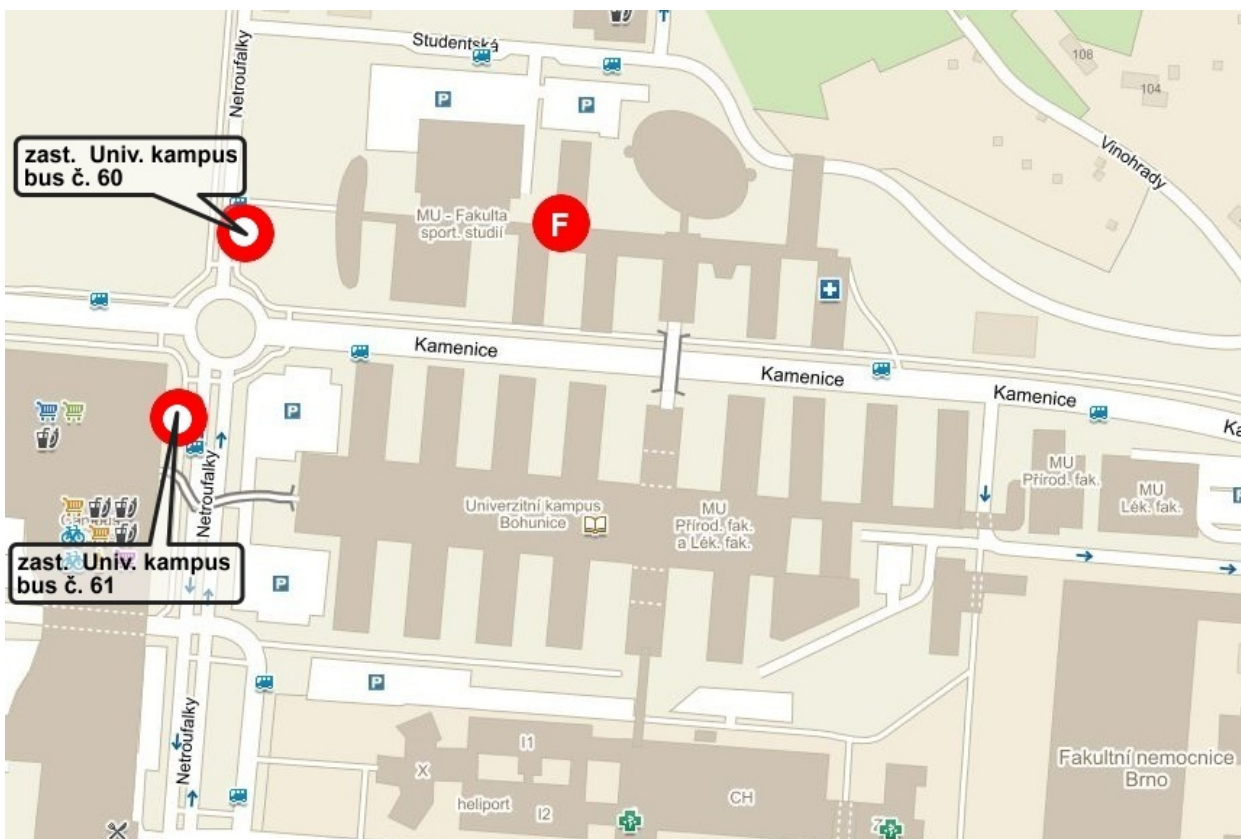 Studentská
Netroufalky
108
104
Vinohrady
zast. Univ. kampus
bus č. 60
MU - Fakulta
sport. studií
F
Kamenice
Kamenice
Kamenice
P
P
P
P
P
Netroufalky
MU
Přírod. fak.
MU
Lék. fak.
Univerzitní kampus
Bohunice
MU
Přírod. fak.
a Lék. fak.
zast. Univ. kampus
bus č. 61
Netroufalky
I1
X
CH
heliport
I2
Fakultní nemocnice
Brno